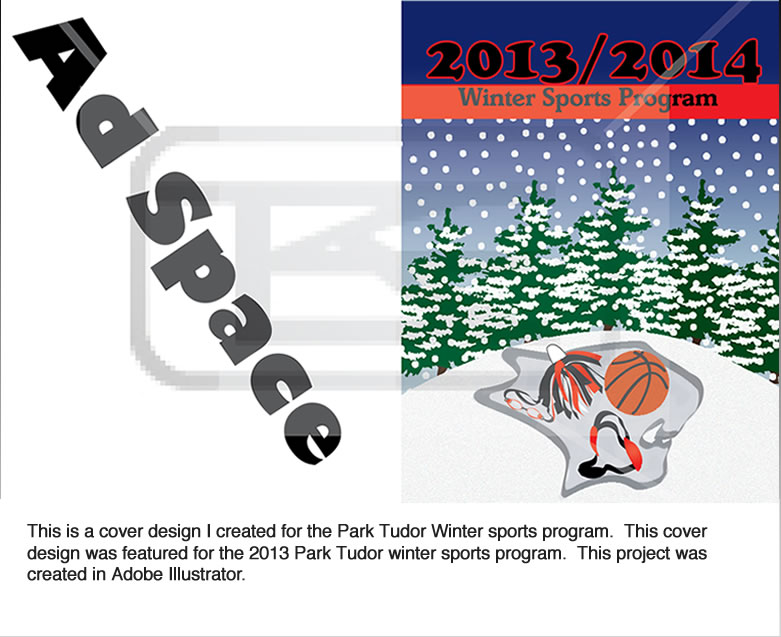 Ad Space
2013/2014
Winter Sports Program
This is a cover design I created for the Park Tudor Winter sports program.  This cover
design was featured for the 2013 Park Tudor winter sports program.  This project was
created in Adobe Illustrator.